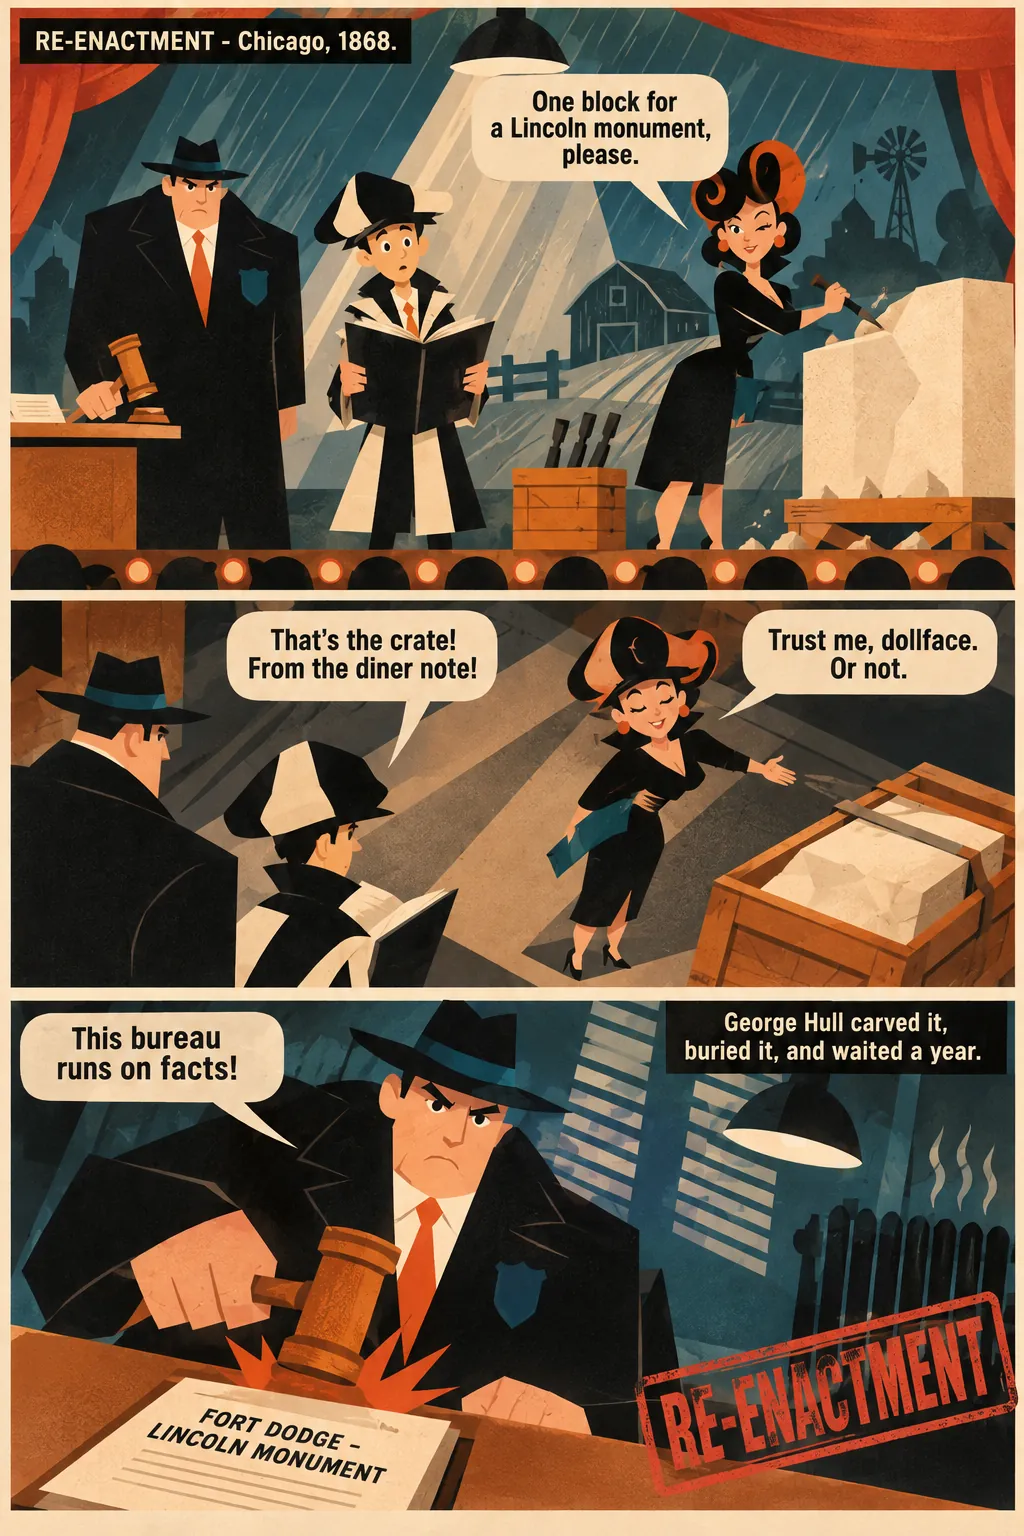 RE-ENACTMENT - Chicago, 1868.
One block for
a Lincoln monument,
please.
That's the crate!
From the diner note!
Trust me, dollface.
Or not.
This bureau
runs on facts!
George Hull carved it,
buried it, and waited a year.
FORT DODGE –
LINCOLN MONUMENT
RE-ENACTMENT